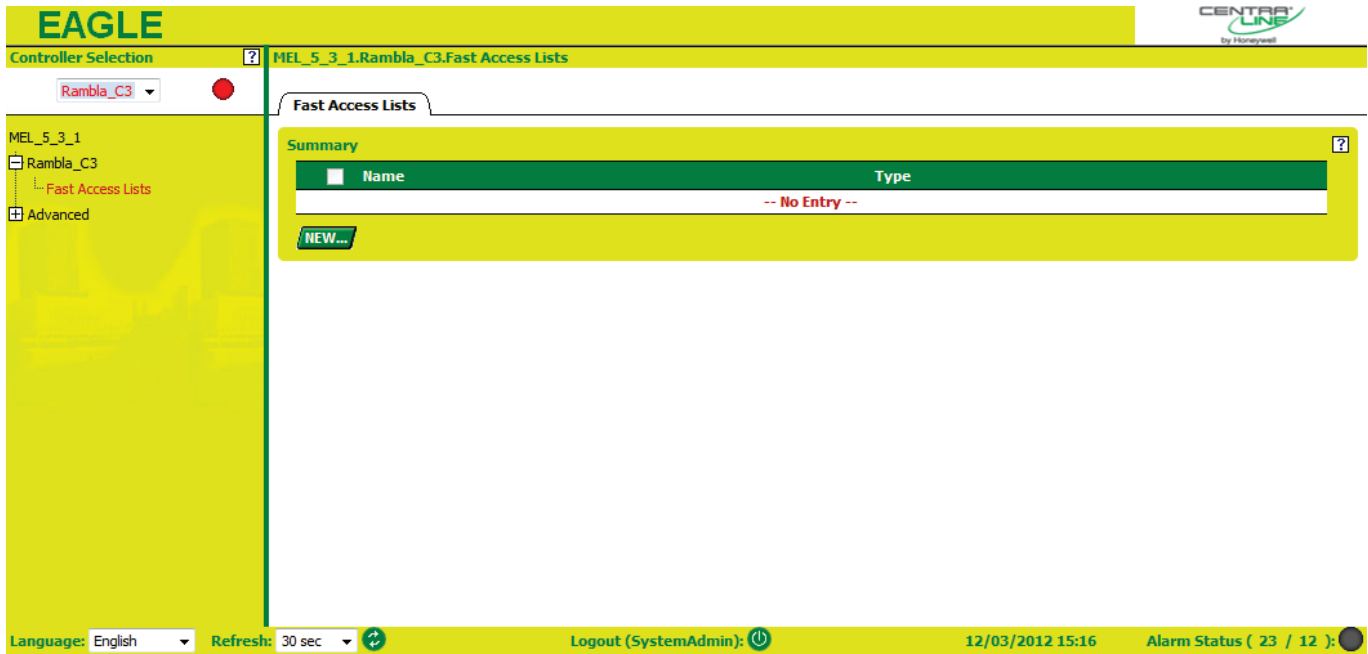 EAGLE
CENTRA
LINE
by Honeywell
Controller Selection ?
MEL_5_3_1.Rambla_C3.Fast Access Lists
Rambla_C3
Fast Access Lists
MEL_5_3_1
Rambla_C3
Fast Access Lists
Advanced
Summary ?
Name Type
-- No Entry --
NEW...
Language: English Refresh: 30 sec Logout (SystemAdmin): 12/03/2012 15:16 Alarm Status ( 23 / 12 ):